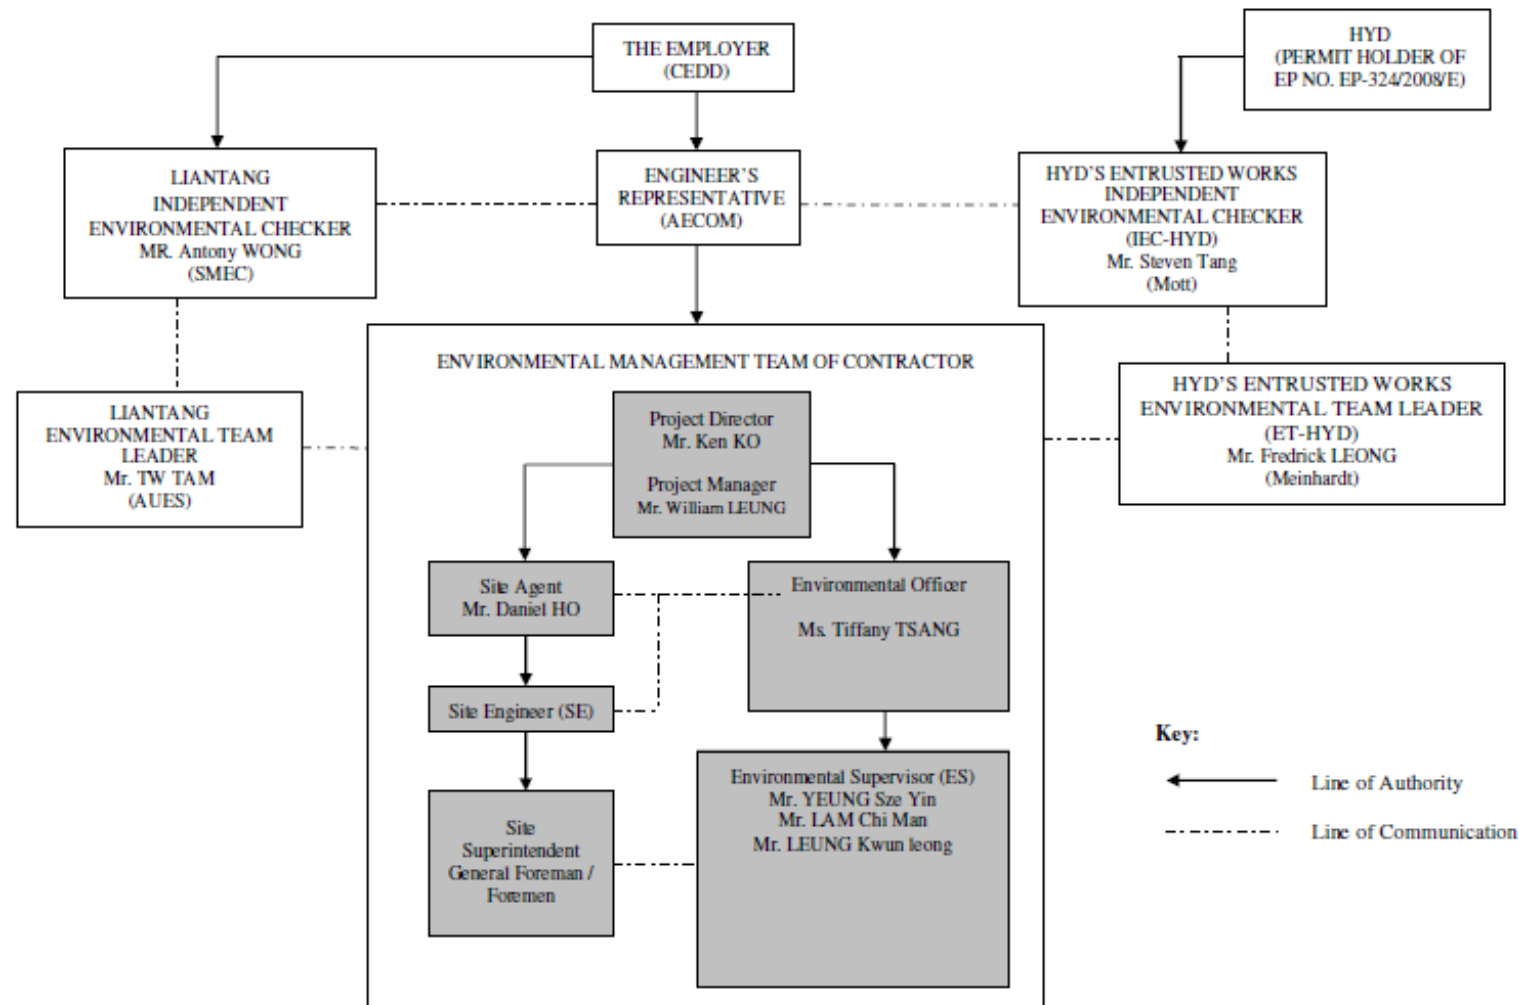 THE EMPLOYER
(CEDD)
HYD
(PERMIT HOLDER OF
EP NO. EP-324/2008/E)
LIANTANG
INDEPENDENT
ENVIRONMENTAL CHECKER
MR. Antony WONG
(SMEC)
ENGINEER'S
REPRESENTATIVE
(AECOM)
HYD'S ENTRUSTED WORKS
INDEPENDENT
ENVIRONMENTAL CHECKER
(IEC-HYD)
Mr. Steven Tang
(Mott)
LIANTANG
ENVIRONMENTAL TEAM
LEADER
Mr. TW TAM
(AUES)
ENVIRONMENTAL MANAGEMENT TEAM OF CONTRACTOR
HYD'S ENTRUSTED WORKS
ENVIRONMENTAL TEAM LEADER
(ET-HYD)
Mr. Fredrick LEONG
(Meinhardt)
Project Director
Mr. Ken KO
Project Manager
Mr. William LEUNG
Site Agent
Mr. Daniel HO
Environmental Officer
Ms. Tiffany TSANG
Site Engineer (SE)
Environmental Supervisor (ES)
Mr. YEUNG Sze Yin
Mr. LAM Chi Man
Mr. LEUNG Kwun leong
Site
Superintendent
General Foreman /
Foremen
Key:
Line of Authority
Line of Communication